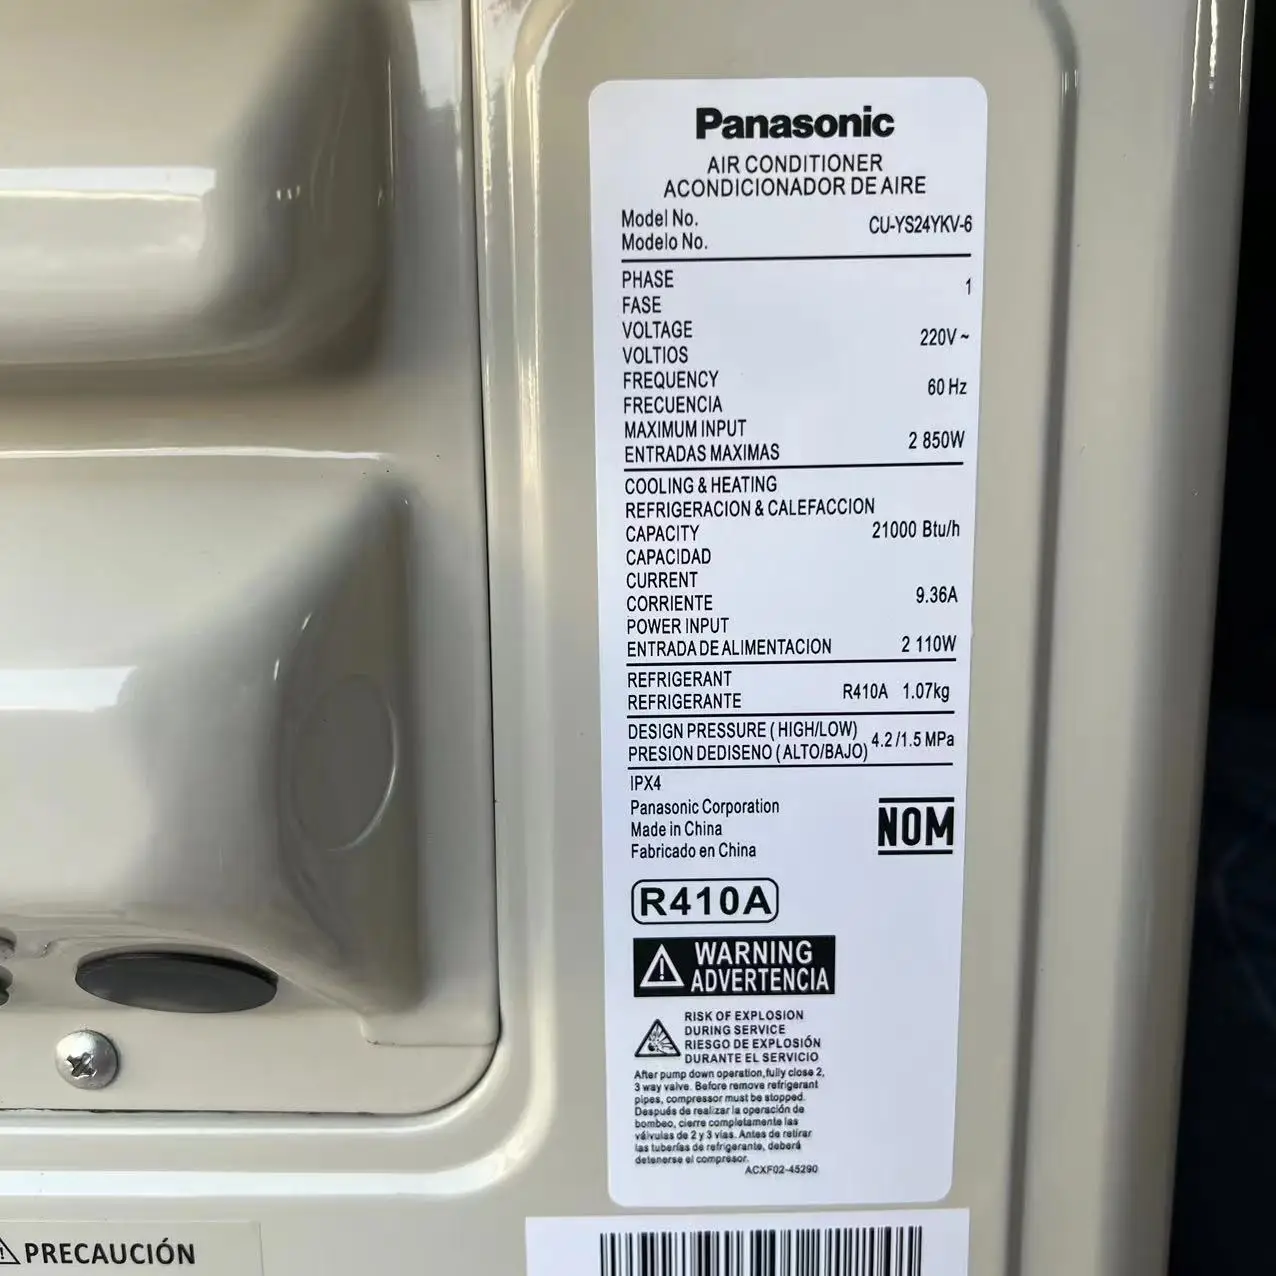 Panasonic
AIR CONDITIONER
ACONDICIONADOR DE AIRE
Model No.
Modelo No.
CU-YS24YKV-6
PHASE
FASE
1
VOLTAGE
VOLTIOS
220V ~
FREQUENCY
FRECUENCIA
60 Hz
MAXIMUM INPUT
ENTRADAS MAXIMAS
2 850W
COOLING & HEATING
REFRIGERACION & CALEFACCION
CAPACITY
CAPACIDAD
21000 Btu/h
CURRENT
CORRIENTE
9.36A
POWER INPUT
ENTRADA DE ALIMENTACION
2 110W
REFRIGERANT
REFRIGERANTE
R410A 1.07kg
DESIGN PRESSURE ( HIGH/LOW)
PRESION DEDISENO ( ALTO/BAJO)
4.2 /1.5 MPa
IPX4
Panasonic Corporation
Made in China
Fabricado en China
NOM
R410A
WARNING
ADVERTENCIA
RISK OF EXPLOSION
DURING SERVICE
RIESGO DE EXPLOSIÓN
DURANTE EL SERVICIO
After pump down operation,fully close 2,
3 way valve. Before remove refrigerant
pipes, compressor must be stopped.
Después de realizar la operación de
bombeo, cierre completamente las
válvulas de 2 y 3 vías. Antes de retirar
las tuberías de refrigerante, deberá
detenerse el compresor.
ACXF02-45290
PRECAUCIÓN